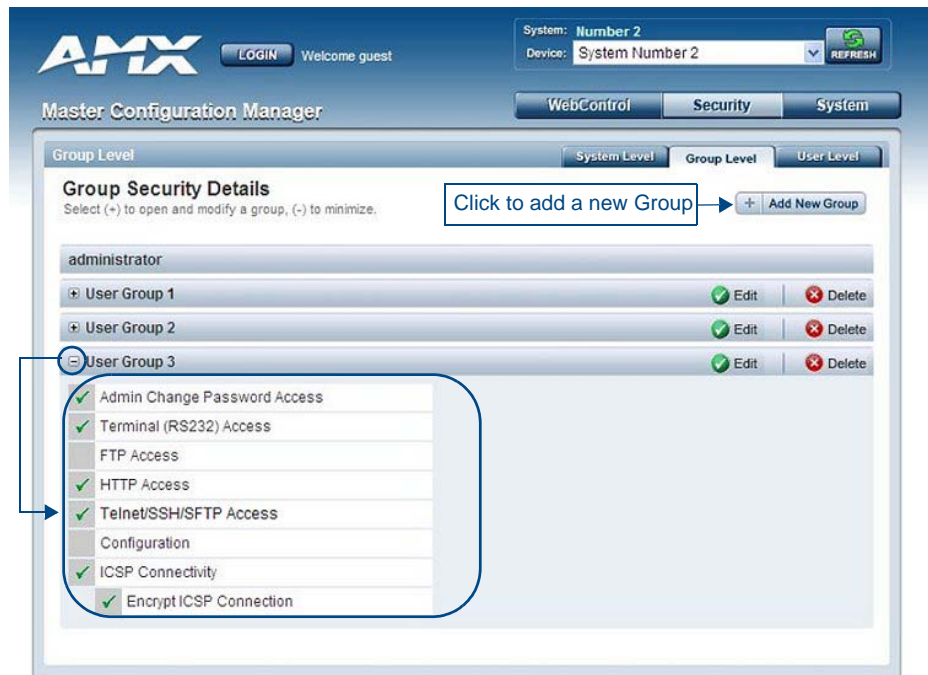 AMX
LOGIN Welcome guest
System: Number 2
Device: System Number 2
REFRESH
Master Configuration Manager
WebControl Security System
Group Level
System Level Group Level User Level
Group Security Details
Select (+) to open and modify a group, (-) to minimize.
Click to add a new Group
+ Add New Group
administrator
+ User Group 1 Edit Delete
+ User Group 2 Edit Delete
- User Group 3 Edit Delete
Admin Change Password Access
Terminal (RS232) Access
FTP Access
HTTP Access
Telnet/SSH/SFTP Access
Configuration
ICSP Connectivity
Encrypt ICSP Connection